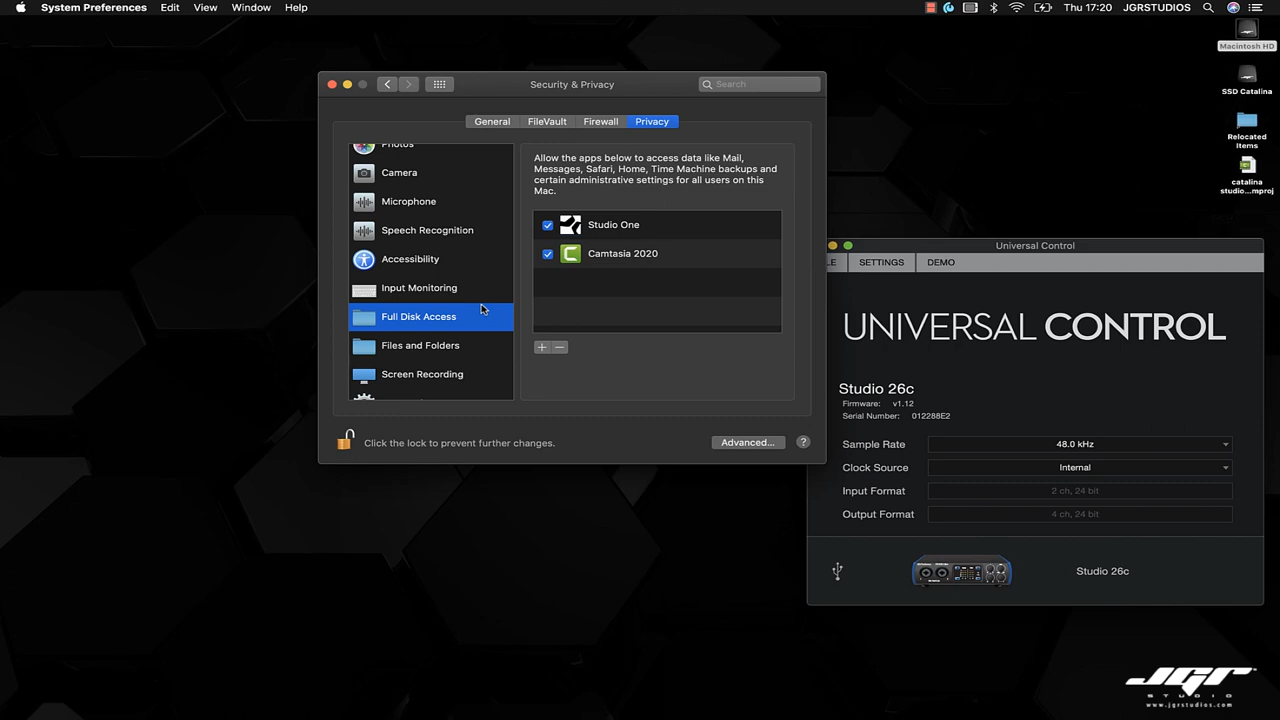 System Preferences Edit View Window Help
Thu 17:20 JGRSTUDIOS
Macintosh HD
SSD Catalina
Relocated
Items
catalina
studio...mproj
Security & Privacy
Search
General FileVault Firewall Privacy
Photos
Camera
Microphone
Speech Recognition
Accessibility
Input Monitoring
Full Disk Access
Files and Folders
Screen Recording
Allow the apps below to access data like Mail,
Messages, Safari, Home, Time Machine backups and
certain administrative settings for all users on this
Mac.
Studio One
Camtasia 2020
Click the lock to prevent further changes.
Advanced...
?
Universal Control
LE SETTINGS DEMO
UNIVERSAL CONTROL
Studio 26c
Firmware: v1.12
Serial Number: 012288E2
Sample Rate 48.0 kHz
Clock Source Internal
Input Format 2 ch, 24 bit
Output Format 4 ch, 24 bit
Studio 26c
JGR
STUDIO
www.jgrstudios.com